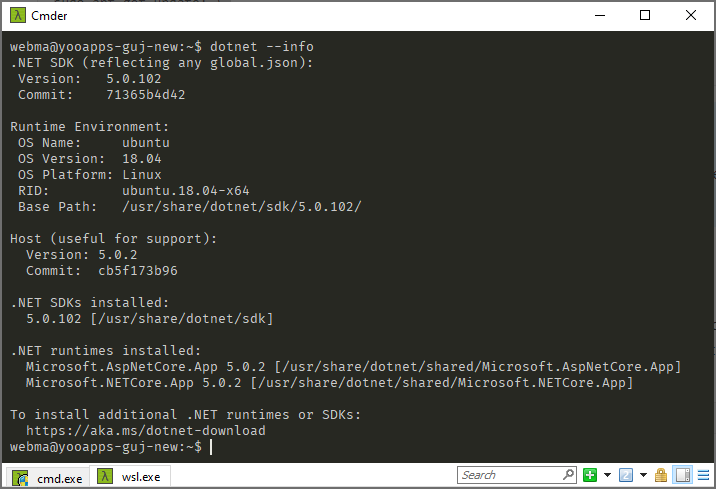 Cmder
webma@yooapps-guj-new:~$ dotnet --info
.NET SDK (reflecting any global.json):
 Version:   5.0.102
 Commit:    71365b4d42

Runtime Environment:
 OS Name:     ubuntu
 OS Version:  18.04
 OS Platform: Linux
 RID:         ubuntu.18.04-x64
 Base Path:   /usr/share/dotnet/sdk/5.0.102/

Host (useful for support):
  Version: 5.0.2
  Commit:  cb5f173b96

.NET SDKs installed:
  5.0.102 [/usr/share/dotnet/sdk]

.NET runtimes installed:
  Microsoft.AspNetCore.App 5.0.2 [/usr/share/dotnet/shared/Microsoft.AspNetCore.App]
  Microsoft.NETCore.App 5.0.2 [/usr/share/dotnet/shared/Microsoft.NETCore.App]

To install additional .NET runtimes or SDKs:
  https://aka.ms/dotnet-download
webma@yooapps-guj-new:~$
cmd.exe
wsl.exe
Search